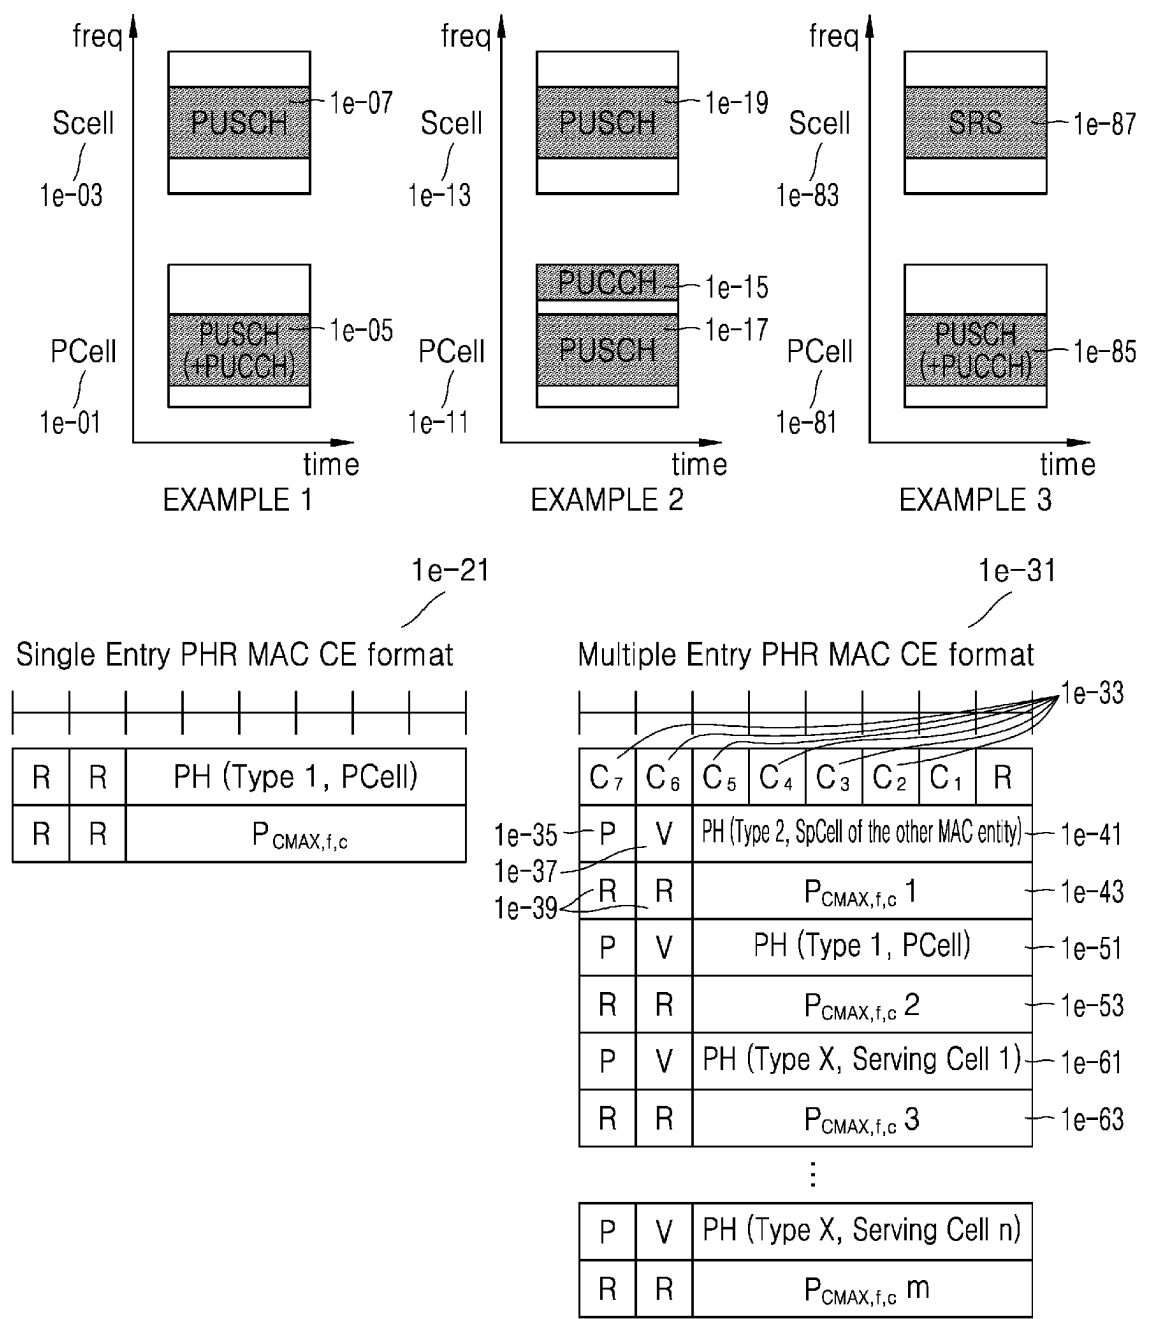 freq
Scell
1e-03
PUSCH
1e-07
PCell
1e-01
PUSCH
(+PUCCH)
1e-05
time
EXAMPLE 1
freq
Scell
1e-13
PUSCH
1e-19
PUCCH
1e-15
PCell
1e-11
PUSCH
1e-17
time
EXAMPLE 2
freq
Scell
1e-83
SRS
1e-87
PCell
1e-81
PUSCH
(+PUCCH)
1e-85
time
EXAMPLE 3
1e-21
Single Entry PHR MAC CE format
R R PH (Type 1, PCell)
R R PCMAX,f,c
1e-31
Multiple Entry PHR MAC CE format
1e-33
C7 C6 C5 C4 C3 C2 C1 R
1e-35 P V PH (Type 2, SpCell of the other MAC entity) 1e-41
1e-37
1e-39 R R PCMAX,f,c 1 1e-43
P V PH (Type 1, PCell) 1e-51
R R PCMAX,f,c 2 1e-53
P V PH (Type X, Serving Cell 1) 1e-61
R R PCMAX,f,c 3 1e-63
⋮
P V PH (Type X, Serving Cell n)
R R PCMAX,f,c m